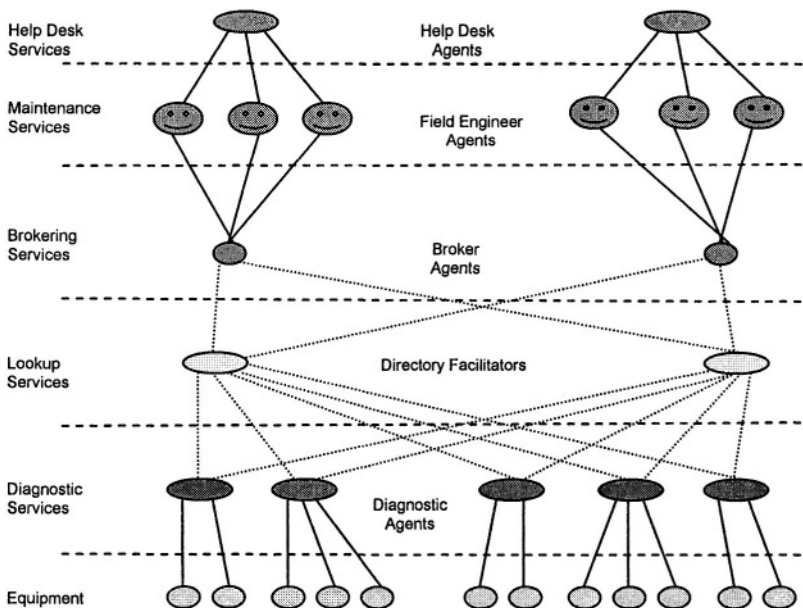 Help Desk
Services
Help Desk
Agents
Maintenance
Services
Field Engineer
Agents
Brokering
Services
Broker
Agents
Lookup
Services
Directory Facilitators
Diagnostic
Services
Diagnostic
Agents
Equipment